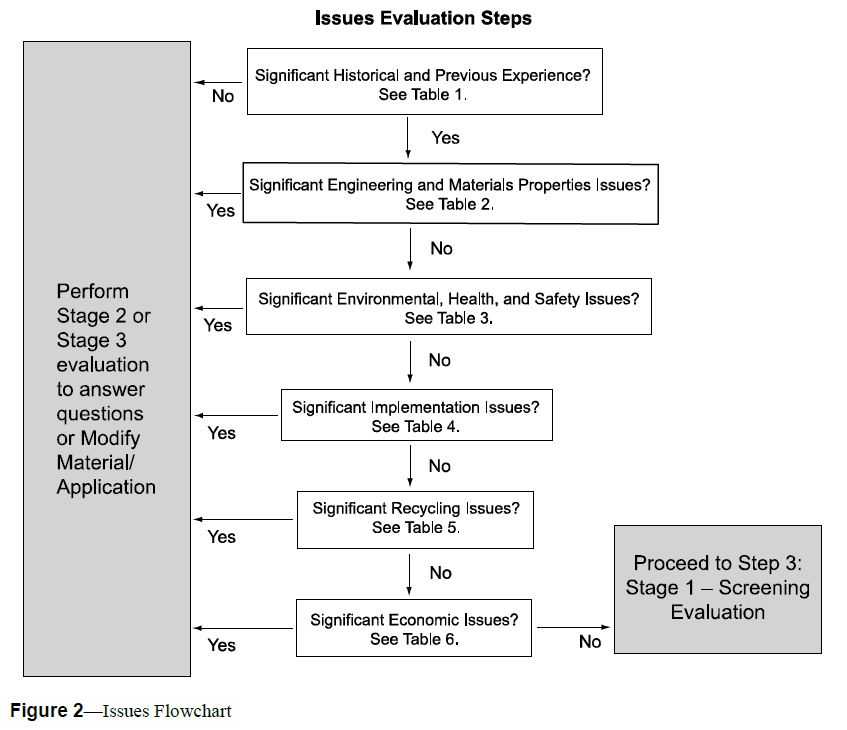 Issues Evaluation Steps
Significant Historical and Previous Experience?
See Table 1.
No
Yes
Significant Engineering and Materials Properties Issues?
See Table 2.
Yes
No
Significant Environmental, Health, and Safety Issues?
See Table 3.
Yes
No
Significant Implementation Issues?
See Table 4.
Yes
No
Significant Recycling Issues?
See Table 5.
Yes
No
Significant Economic Issues?
See Table 6.
Yes
No
Perform
Stage 2 or
Stage 3
evaluation
to answer
questions
or Modify
Material/
Application
Proceed to Step 3:
Stage 1 – Screening
Evaluation
Figure 2—Issues Flowchart